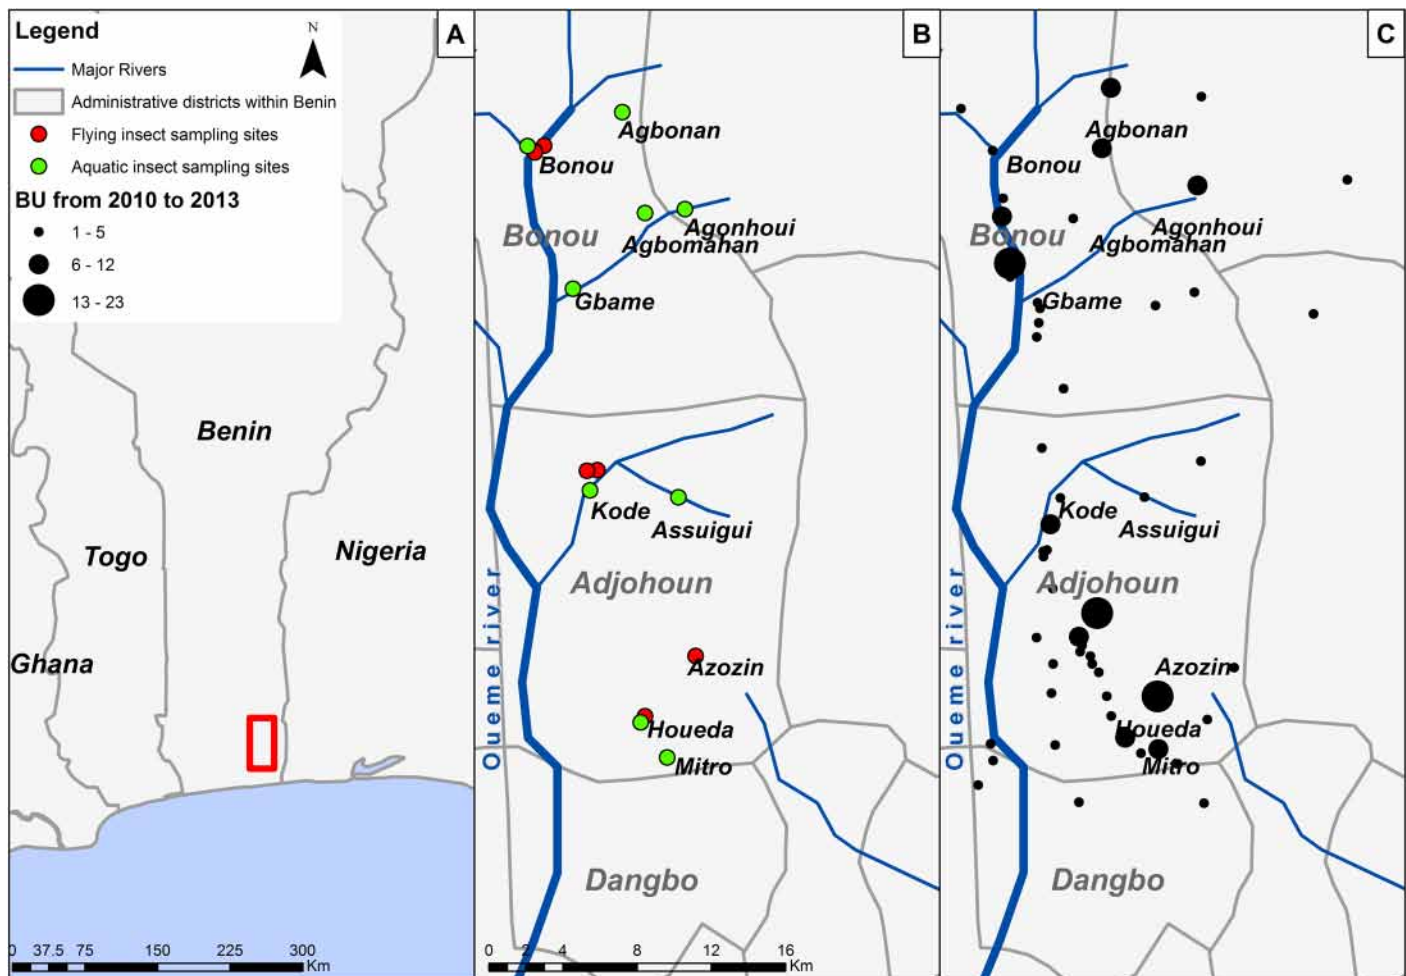 Legend
N
A
Major Rivers
Administrative districts within Benin
Flying insect sampling sites
Aquatic insect sampling sites
BU from 2010 to 2013
1 - 5
6 - 12
13 - 23
Benin
Togo
Nigeria
Ghana
0 37.5 75 150 225 300
Km
B
Agbonan
Bonou
Agonhoui
Bonou
Agbomahan
Gbame
Kode
Assuigui
Adjohoun
Oueme river
Azozin
Houeda
Mitro
Dangbo
0 2 4 8 12 16
Km
C
Agbonan
Bonou
Agonhoui
Bonou
Agbomahan
Gbame
Kode
Assuigui
Adjohoun
Oueme river
Azozin
Houeda
Mitro
Dangbo